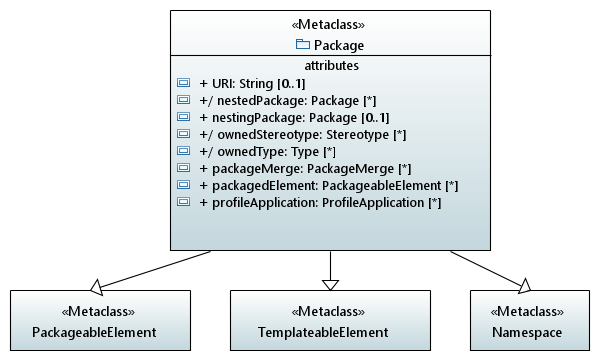 «Metaclass»
Package
attributes
+ URI: String [0..1]
+/ nestedPackage: Package [*]
+ nestingPackage: Package [0..1]
+/ ownedStereotype: Stereotype [*]
+/ ownedType: Type [*]
+ packageMerge: PackageMerge [*]
+ packagedElement: PackageableElement [*]
+ profileApplication: ProfileApplication [*]
«Metaclass»
PackageableElement
«Metaclass»
TemplateableElement
«Metaclass»
Namespace